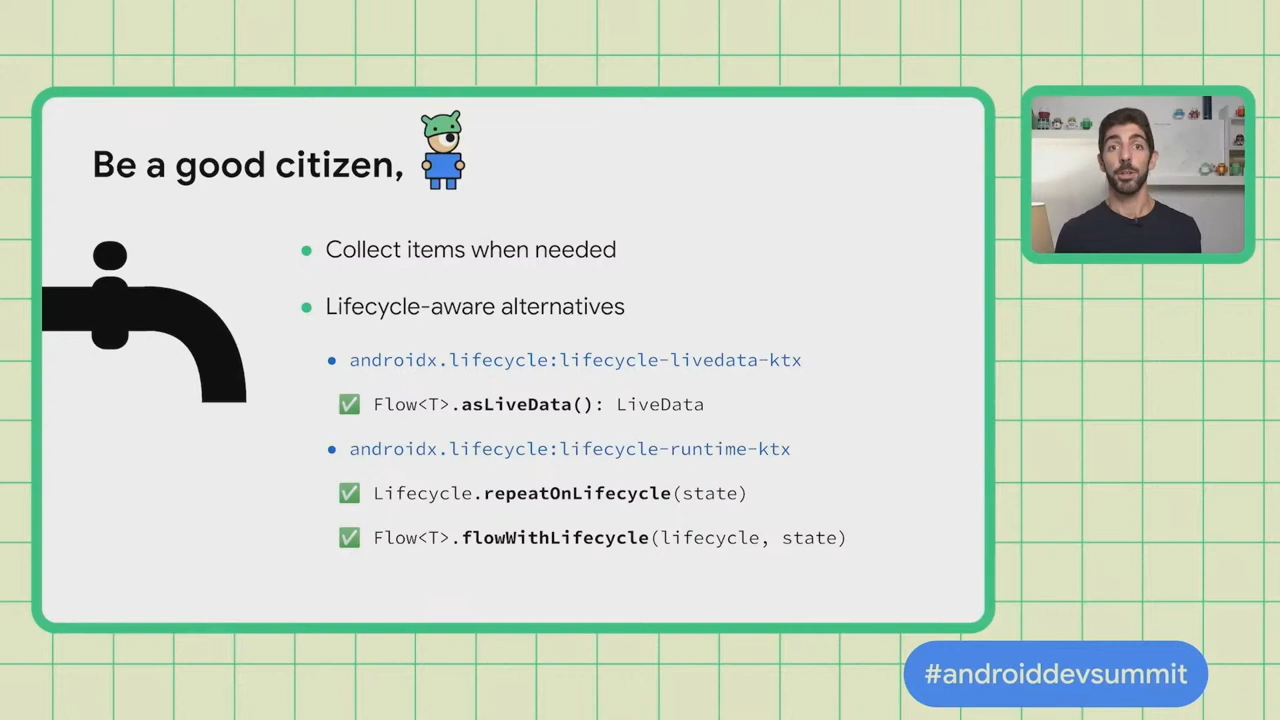 Be a good citizen,
Collect items when needed
Lifecycle-aware alternatives
androidx.lifecycle:lifecycle-livedata-ktx
Flow<T>.asLiveData(): LiveData
androidx.lifecycle:lifecycle-runtime-ktx
Lifecycle.repeatOnLifecycle(state)
Flow<T>.flowWithLifecycle(lifecycle, state)
#androiddevsummit